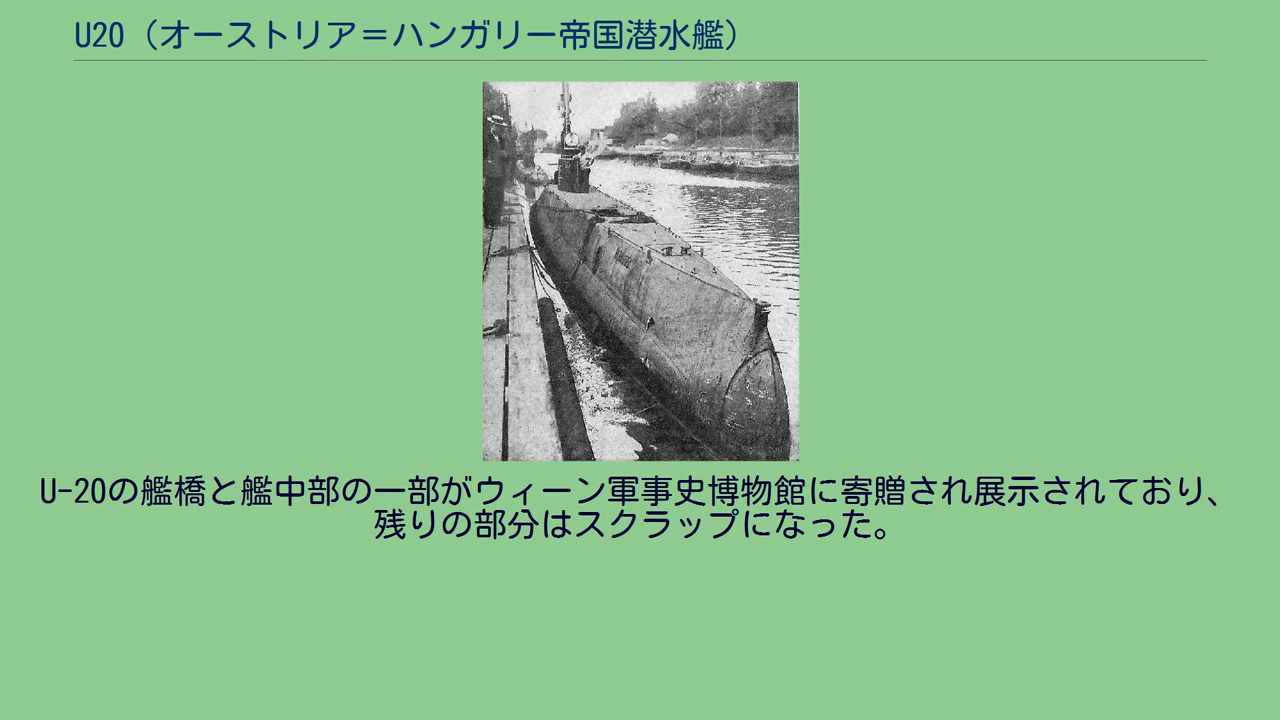 U20（オーストリア＝ハンガリー帝国潜水艦）
U-20の艦橋と艦中部の一部がウィーン軍事史博物館に寄贈され展示されており、
残りの部分はスクラップになった。